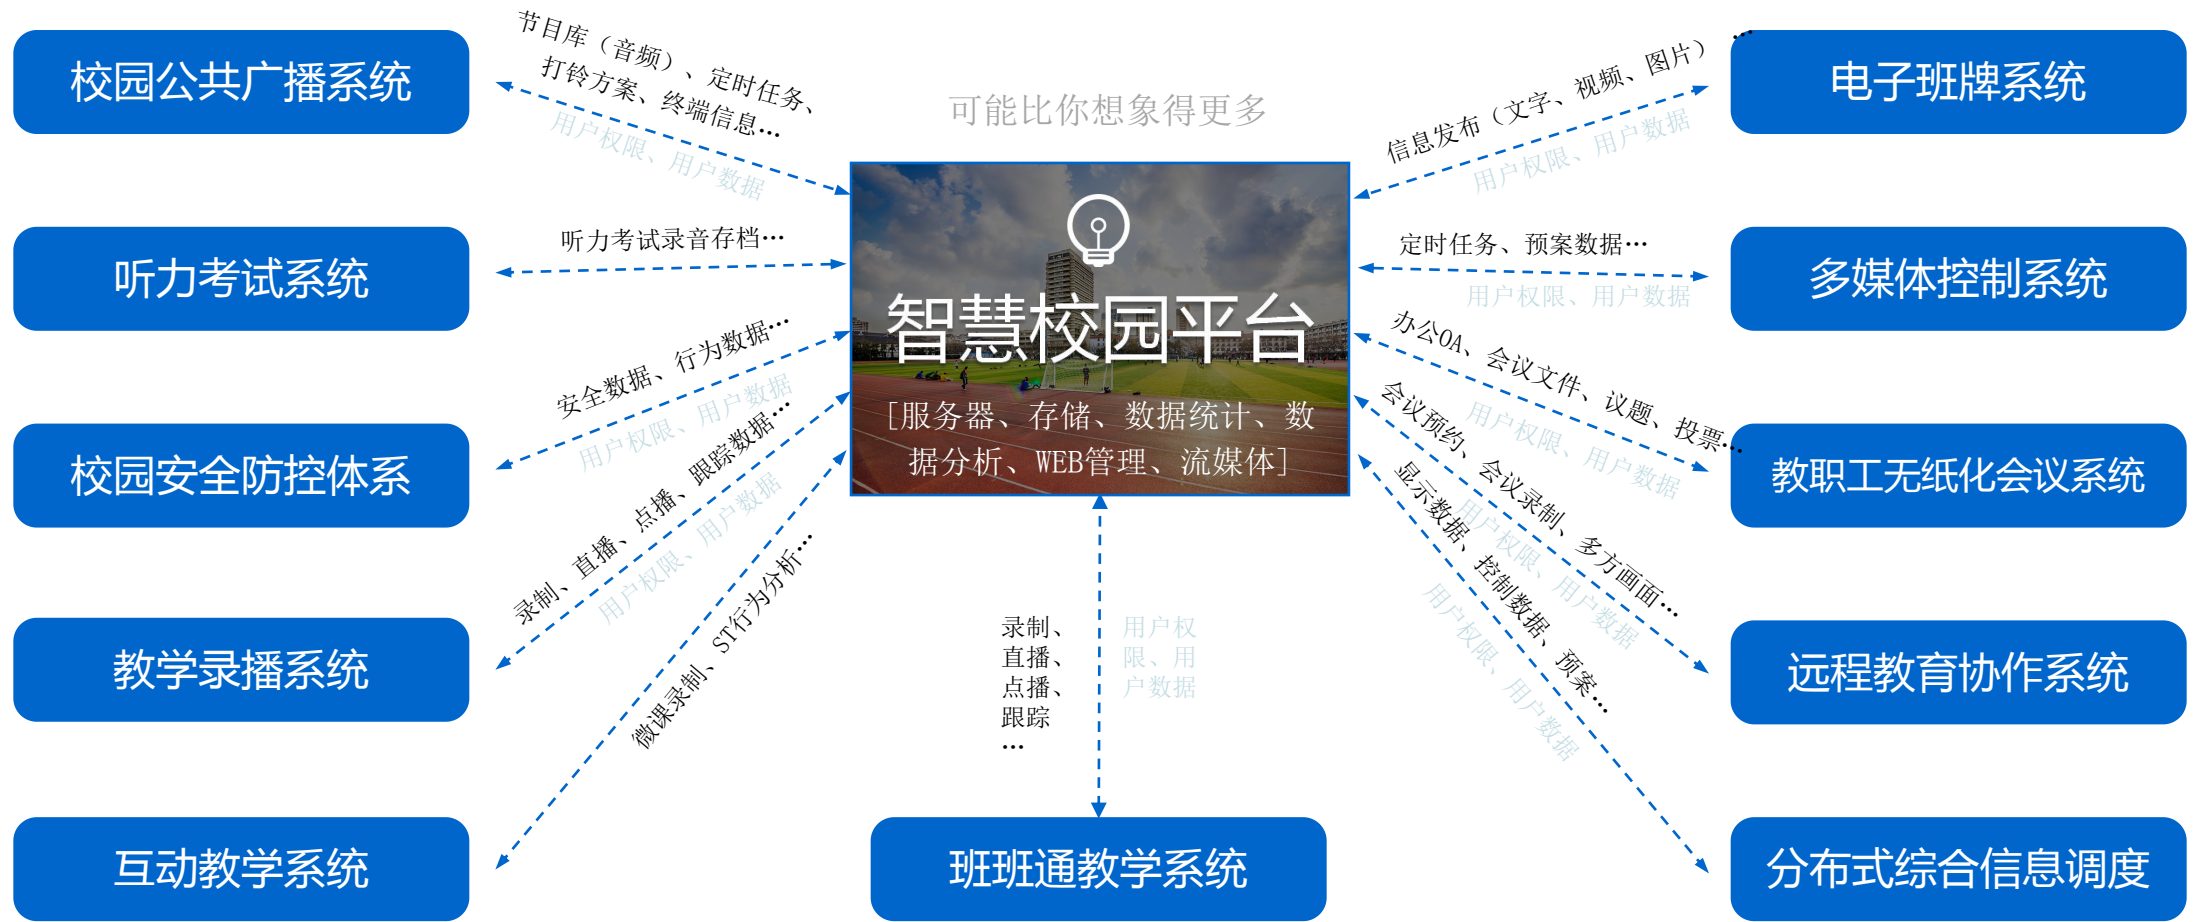 校园公共广播系统
节目库（音频）、定时任务、
打铃方案、终端信息…
用户权限、用户数据
听力考试系统
听力考试录音存档…
校园安全防控体系
安全数据、行为数据…
用户权限、用户数据
教学录播系统
录制、直播、点播、跟踪数据…
用户权限、用户数据
互动教学系统
微课录制、ST行为分析…
可能比你想象得更多
智慧校园平台
[服务器、存储、数据统计、数
据分析、WEB管理、流媒体]
录制、
直播、
点播、
跟踪
…
用户权
限、用
户数据
班班通教学系统
信息发布（文字、视频、图片） …
用户权限、用户数据
电子班牌系统
定时任务、预案数据…
用户权限、用户数据
多媒体控制系统
办公OA、会议文件、议题、投票…
用户权限、用户数据
教职工无纸化会议系统
会议预约、会议录制、多方画面…
用户权限、用户数据
远程教育协作系统
显示数据、控制数据、预案…
用户权限、用户数据
分布式综合信息调度